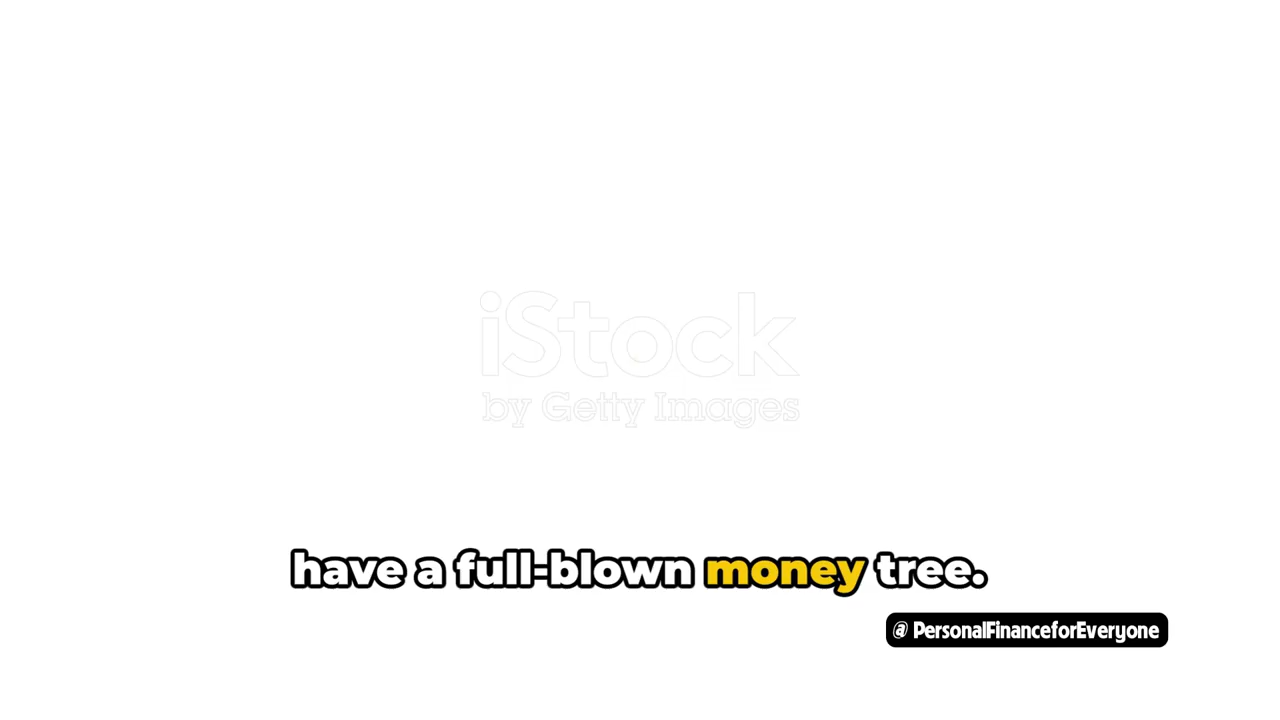 iStock
by Getty Images
have a full-blown money tree.
@ PersonalFinanceforEveryone